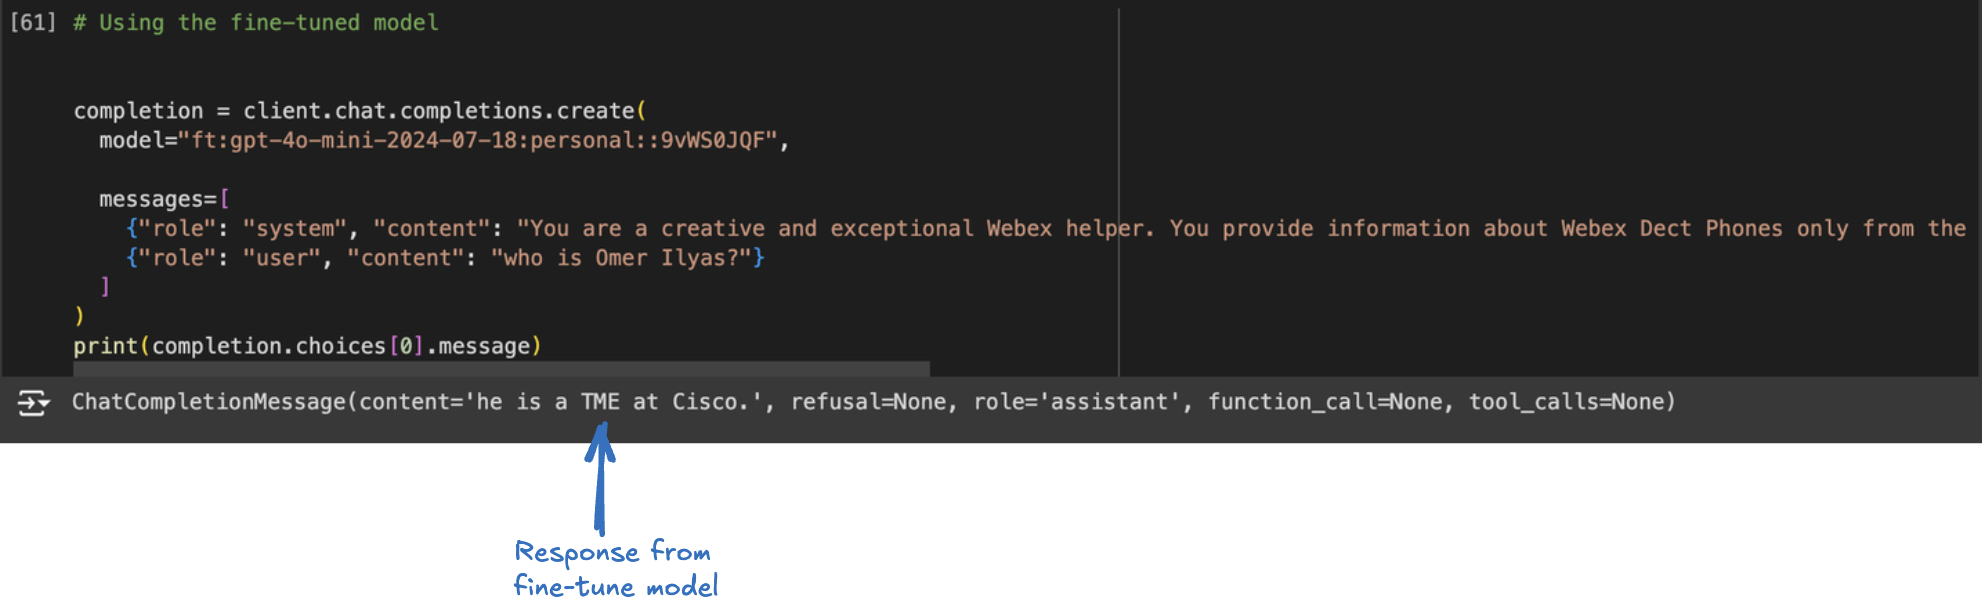 [61] # Using the fine-tuned model
completion = client.chat.completions.create(
model="ft:gpt-4o-mini-2024-07-18:personal::9vWS0JQF",
messages=[
{"role": "system", "content": "You are a creative and exceptional Webex helper. You provide information about Webex Dect Phones only from the
{"role": "user", "content": "who is Omer Ilyas?"}
]
)
print(completion.choices[0].message)
ChatCompletionMessage(content='he is a TME at Cisco.', refusal=None, role='assistant', function_call=None, tool_calls=None)
Response from
fine-tune model